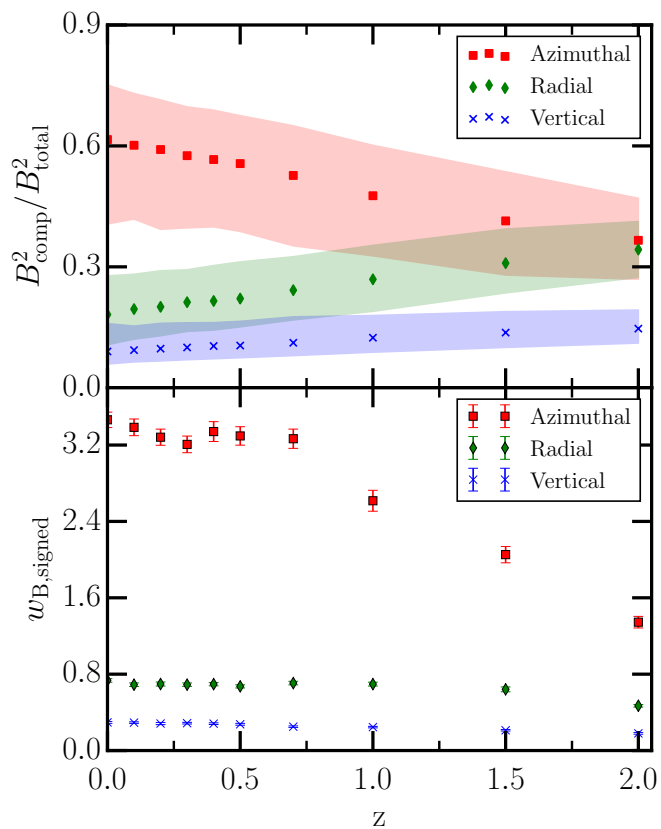 0.9
0.6
0.3
0.0
B²comp/B²total
Azimuthal
Radial
Vertical
3.2
2.4
1.6
0.8
0.0
wB,signed
Azimuthal
Radial
Vertical
0.0 0.5 1.0 1.5 2.0
z